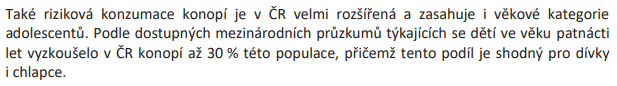 Také riziková konzumace konopí je v ČR velmi rozšířená a zasahuje i věkové kategorie
adolescentů. Podle dostupných mezinárodních průzkumů týkajících se dětí ve věku patnácti
let vyzkoušelo v ČR konopí až 30 % této populace, přičemž tento podíl je shodný pro dívky
i chlapce.